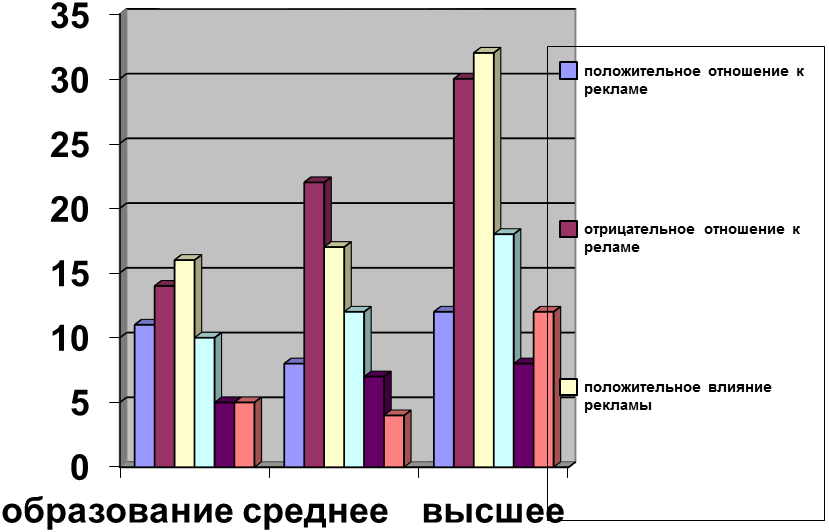 35
30
25
20
15
10
5
0
образование среднее высшее
положительное отношение к
рекламе
отрицательное отношение к
реламе
положительное влияние
рекламы